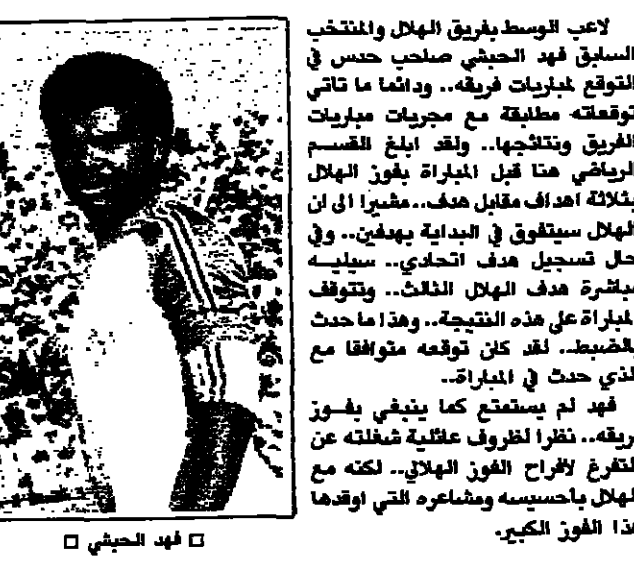 لاعب الوسط بفريق الهلال والمنتخب
السابق فهد الحبشي صاحب حدس في
التوقع لمباريات فريقه.. ودائما ما تاتي
توقعاته مطابقة مع مجريات مباريات
الفريق ونتائجها.. ولقد ابلغ القسم
الرياضي هنا قبل المباراة بفوز الهلال
بثلاثة اهداف مقابل هدف..مشيرا الى ان
الهلال سيتفوق في البداية بهدفين.. وفي
حال تسجيل هدف اتحادي.. سيليه
مباشرة هدف الهلال الثالث.. وتتوقف
المباراة على هذه النتيجة.. وهذا ما حدث
بالضبط.. لقد كان توقعه متوافقا مع
الذي حدث في المباراة..
فهد لم يستمتع كما ينبغي بفوز
فريقه.. نظرا لظروف عائلية شغلته عن
التفرغ لأفراح الفوز الهلالي.. لكنه مع
الهلال بأحسيسه ومشاعره التي اوقدها
هذا الفوز الكبير.
□ فهد الحبشي □